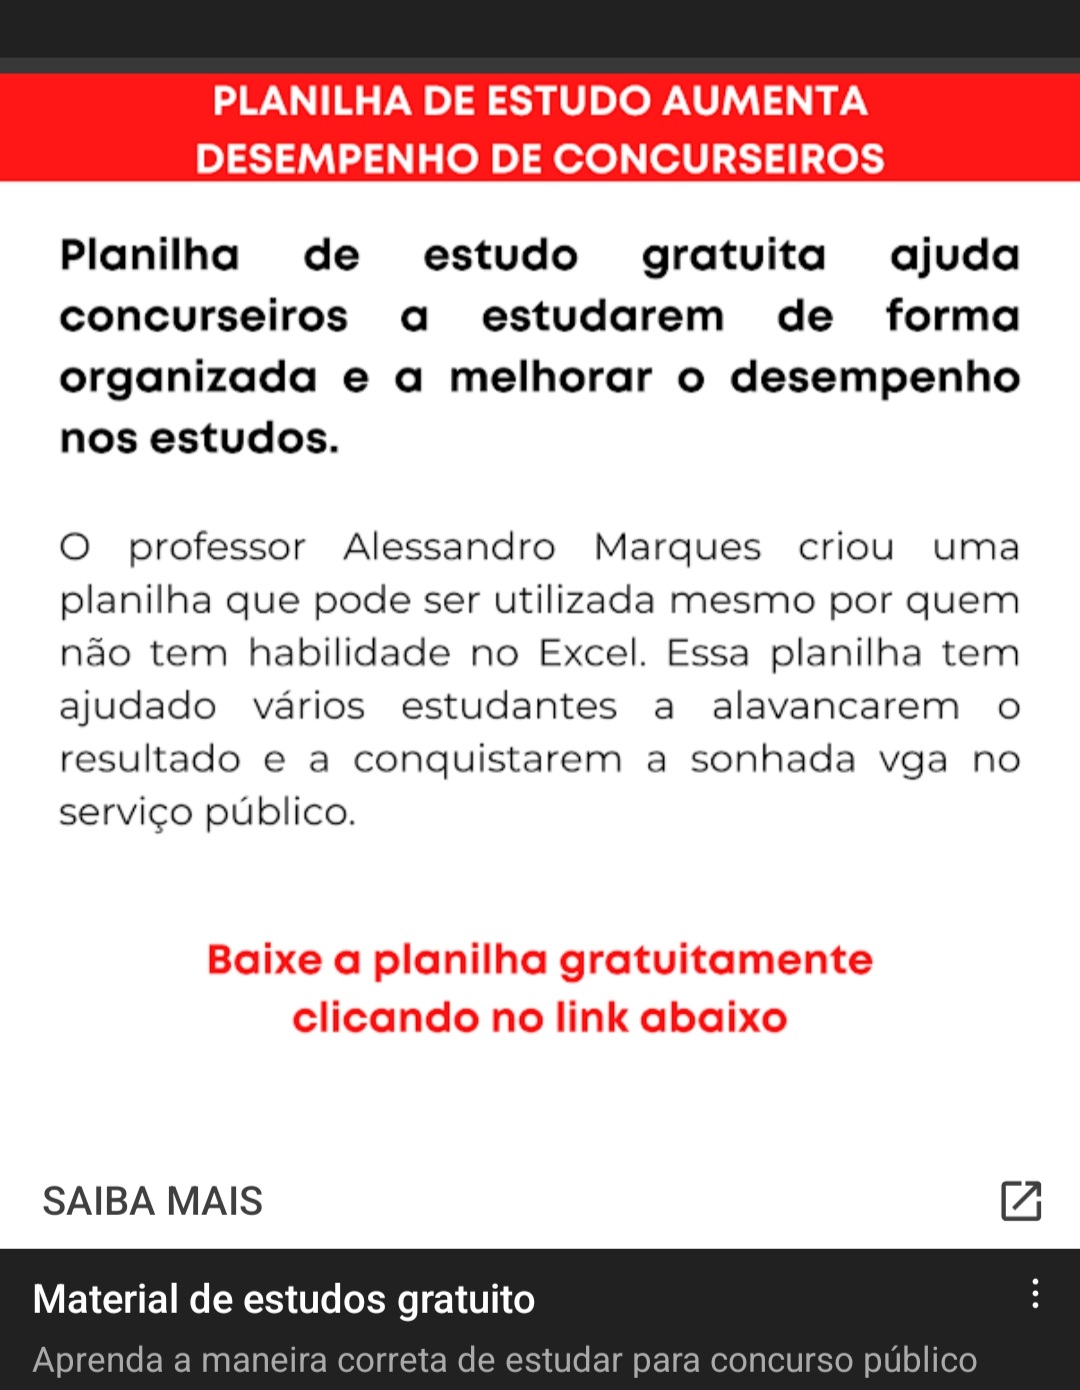 PLANILHA DE ESTUDO AUMENTA
DESEMPENHO DE CONCURSEIROS
Planilha de estudo gratuita ajuda
concurseiros a estudarem de forma
organizada e a melhorar o desempenho
nos estudos.
O professor Alessandro Marques criou uma
planilha que pode ser utilizada mesmo por quem
não tem habilidade no Excel. Essa planilha tem
ajudado vários estudantes a alavancarem o
resultado e a conquistarem a sonhada vga no
serviço público.
Baixe a planilha gratuitamente
clicando no link abaixo
SAIBA MAIS
Material de estudos gratuito
Aprenda a maneira correta de estudar para concurso público